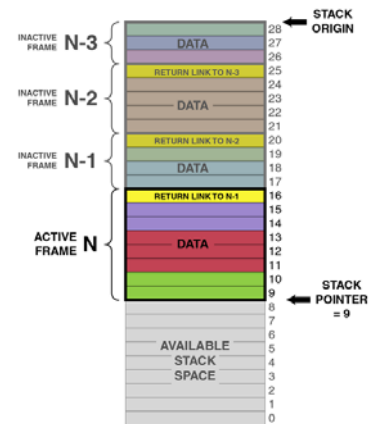 STACK
ORIGIN
28
INACTIVE
FRAME N-3
DATA
27
26
RETURN LINK TO N-3
25
24
INACTIVE
FRAME N-2
DATA
23
22
21
RETURN LINK TO N-2
20
19
INACTIVE
FRAME N-1
DATA
18
17
RETURN LINK TO N-1
16
15
14
ACTIVE
FRAME N
DATA
13
12
11
10
9
STACK
POINTER
= 9
8
7
6
AVAILABLE
STACK
SPACE
5
4
3
2
1
0